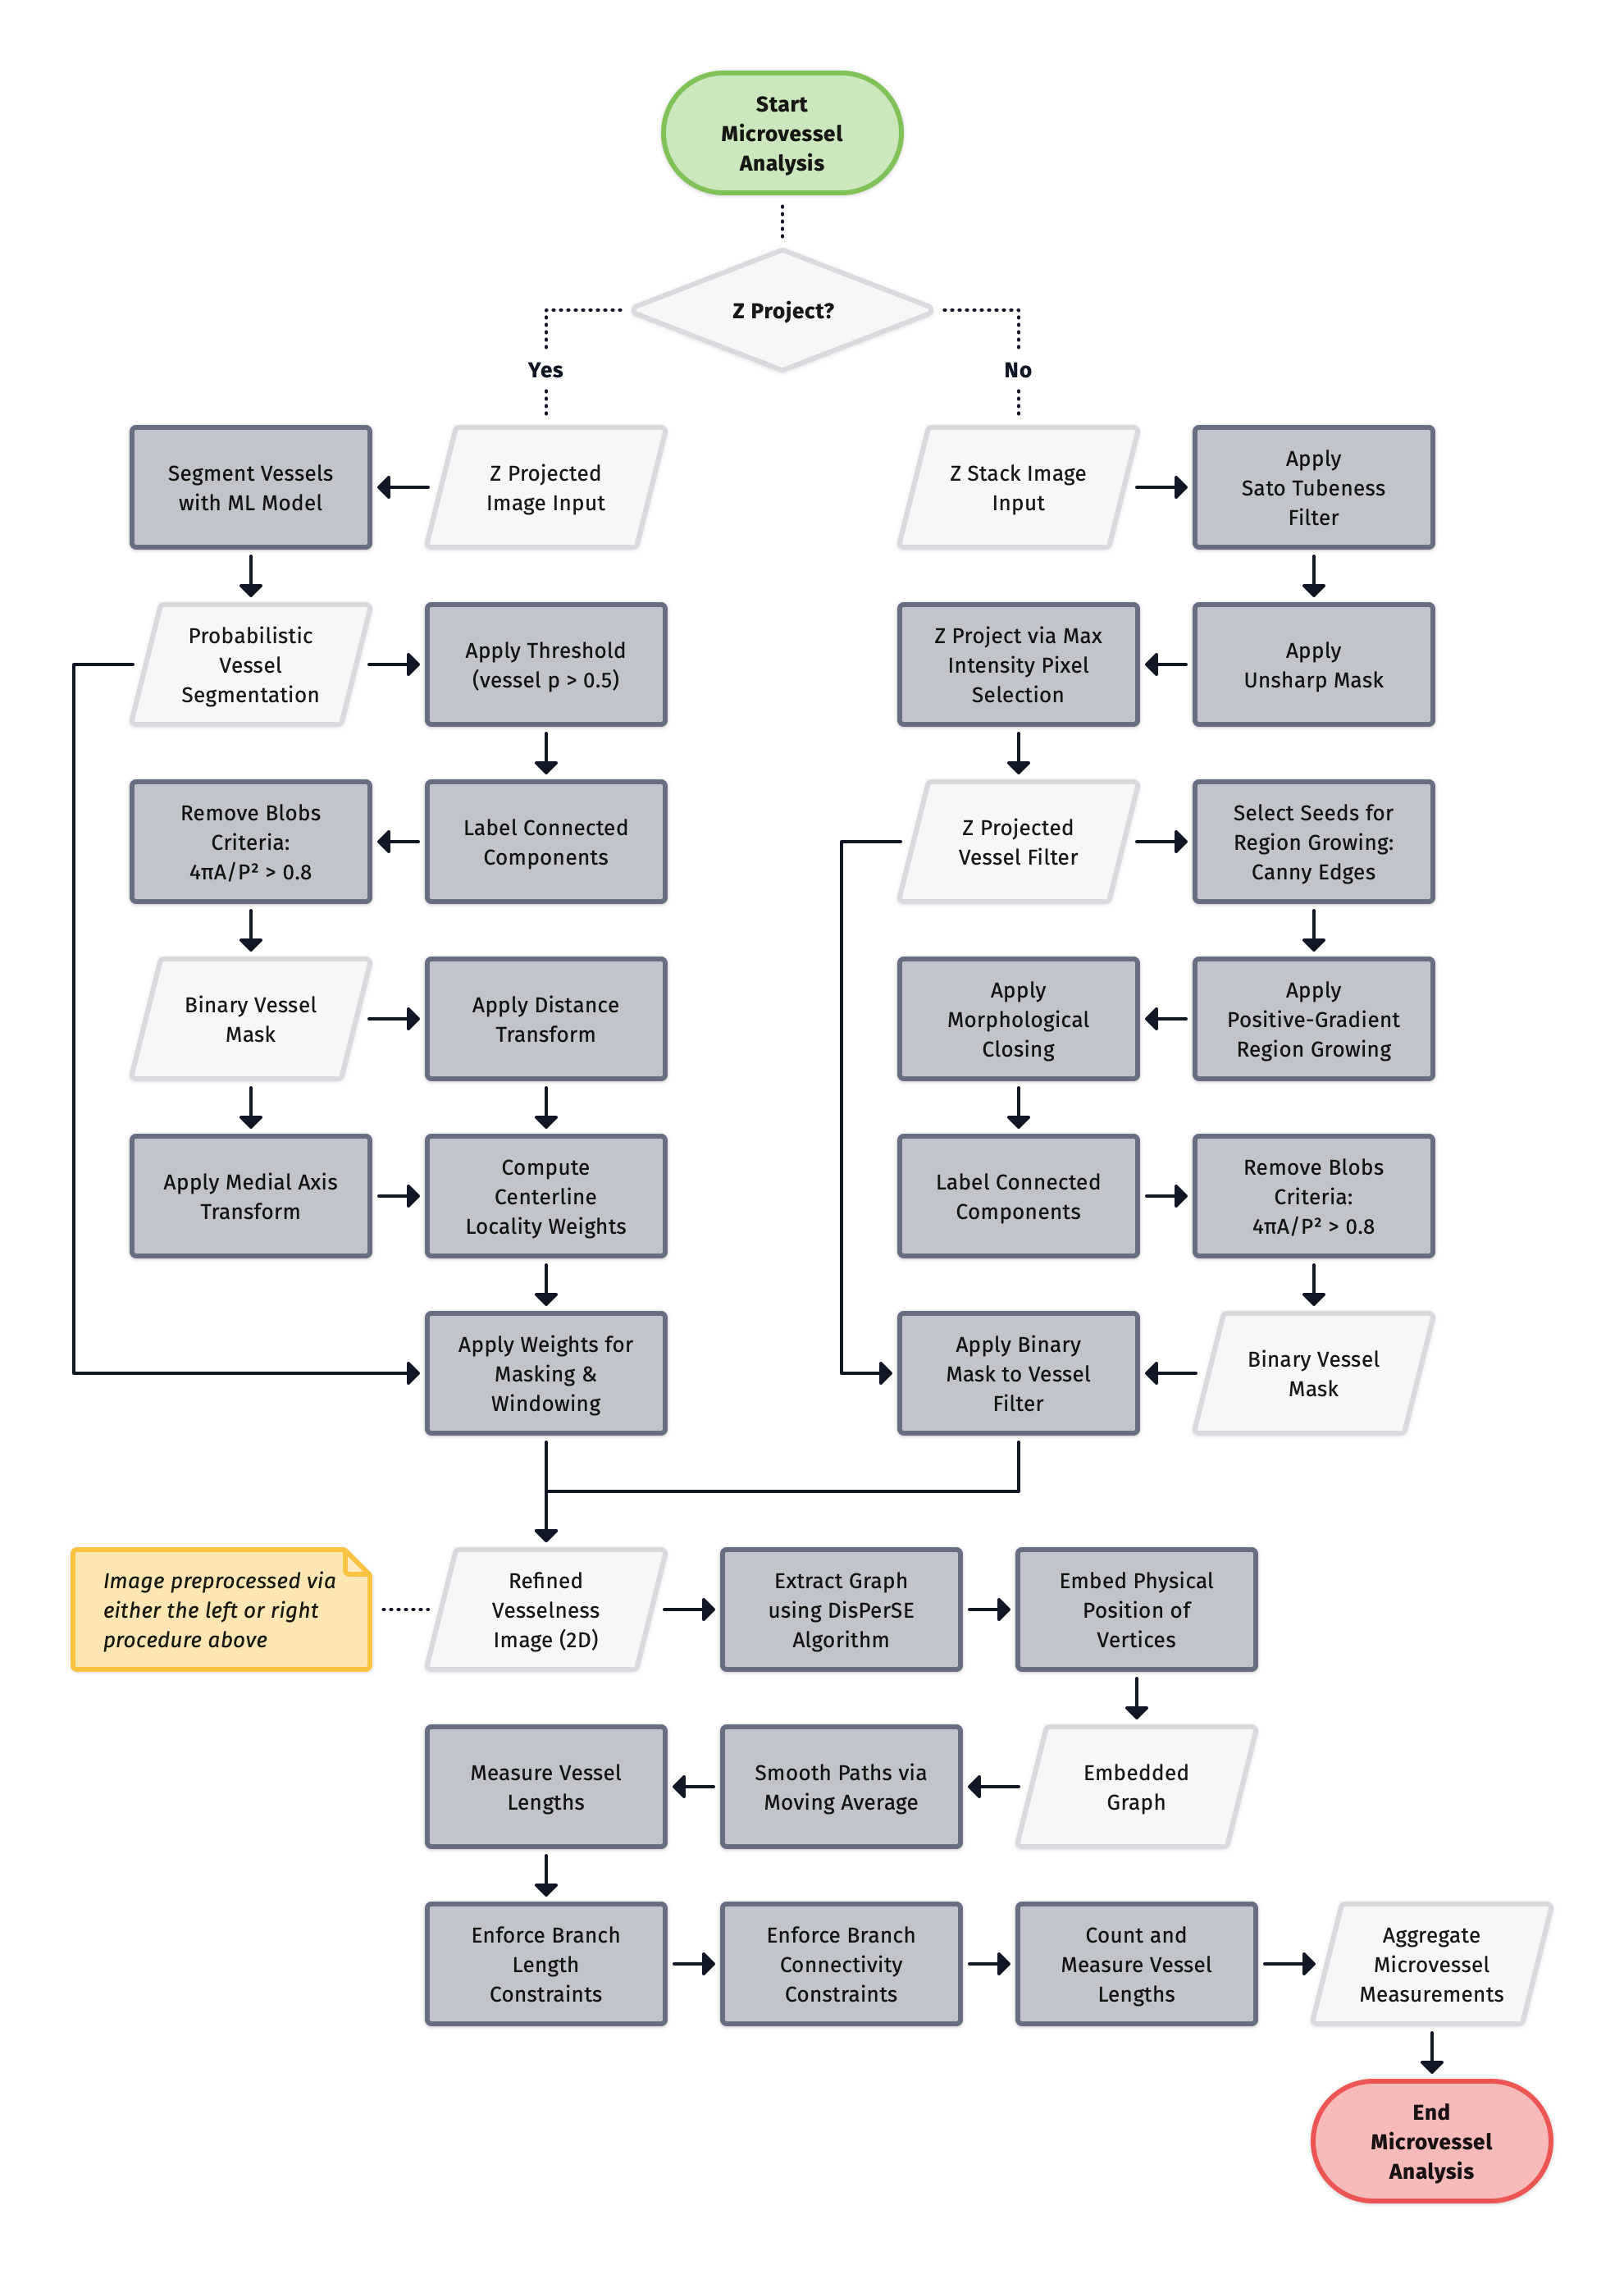 Start
Microvessel
Analysis
Z Project?
Yes
No
Segment Vessels
with ML Model
Z Projected
Image Input
Z Stack Image
Input
Apply
Sato Tubeness
Filter
Probabilistic
Vessel
Segmentation
Apply Threshold
(vessel p > 0.5)
Z Project via Max
Intensity Pixel
Selection
Apply
Unsharp Mask
Remove Blobs
Criteria:
4πA/P² > 0.8
Label Connected
Components
Z Projected
Vessel Filter
Select Seeds for
Region Growing:
Canny Edges
Binary Vessel
Mask
Apply Distance
Transform
Apply
Morphological
Closing
Apply
Positive-Gradient
Region Growing
Apply Medial Axis
Transform
Compute
Centerline
Locality Weights
Label Connected
Components
Remove Blobs
Criteria:
4πA/P² > 0.8
Apply Weights for
Masking &
Windowing
Apply Binary
Mask to Vessel
Filter
Binary Vessel
Mask
Image preprocessed via
either the left or right
procedure above
Refined
Vesselness
Image (2D)
Extract Graph
using DisPerSE
Algorithm
Embed Physical
Position of
Vertices
Measure Vessel
Lengths
Smooth Paths via
Moving Average
Embedded
Graph
Enforce Branch
Length
Constraints
Enforce Branch
Connectivity
Constraints
Count and
Measure Vessel
Lengths
Aggregate
Microvessel
Measurements
End
Microvessel
Analysis